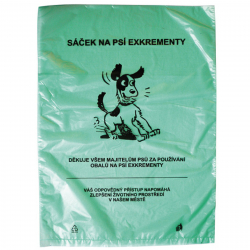 SÁČEK NA PSÍ EXKREMENTY
DĚKUJE VŠEM MAJITELŮM PSŮ ZA POUŽÍVÁNÍ
OBALŮ NA PSÍ EXKREMENTY
VÁŠ ODPOVĚDNÝ PŘÍSTUP NAPOMÁHÁ
ZLEPŠENÍ ŽIVOTNÍHO PROSTŘEDÍ
V NAŠEM MĚSTĚ